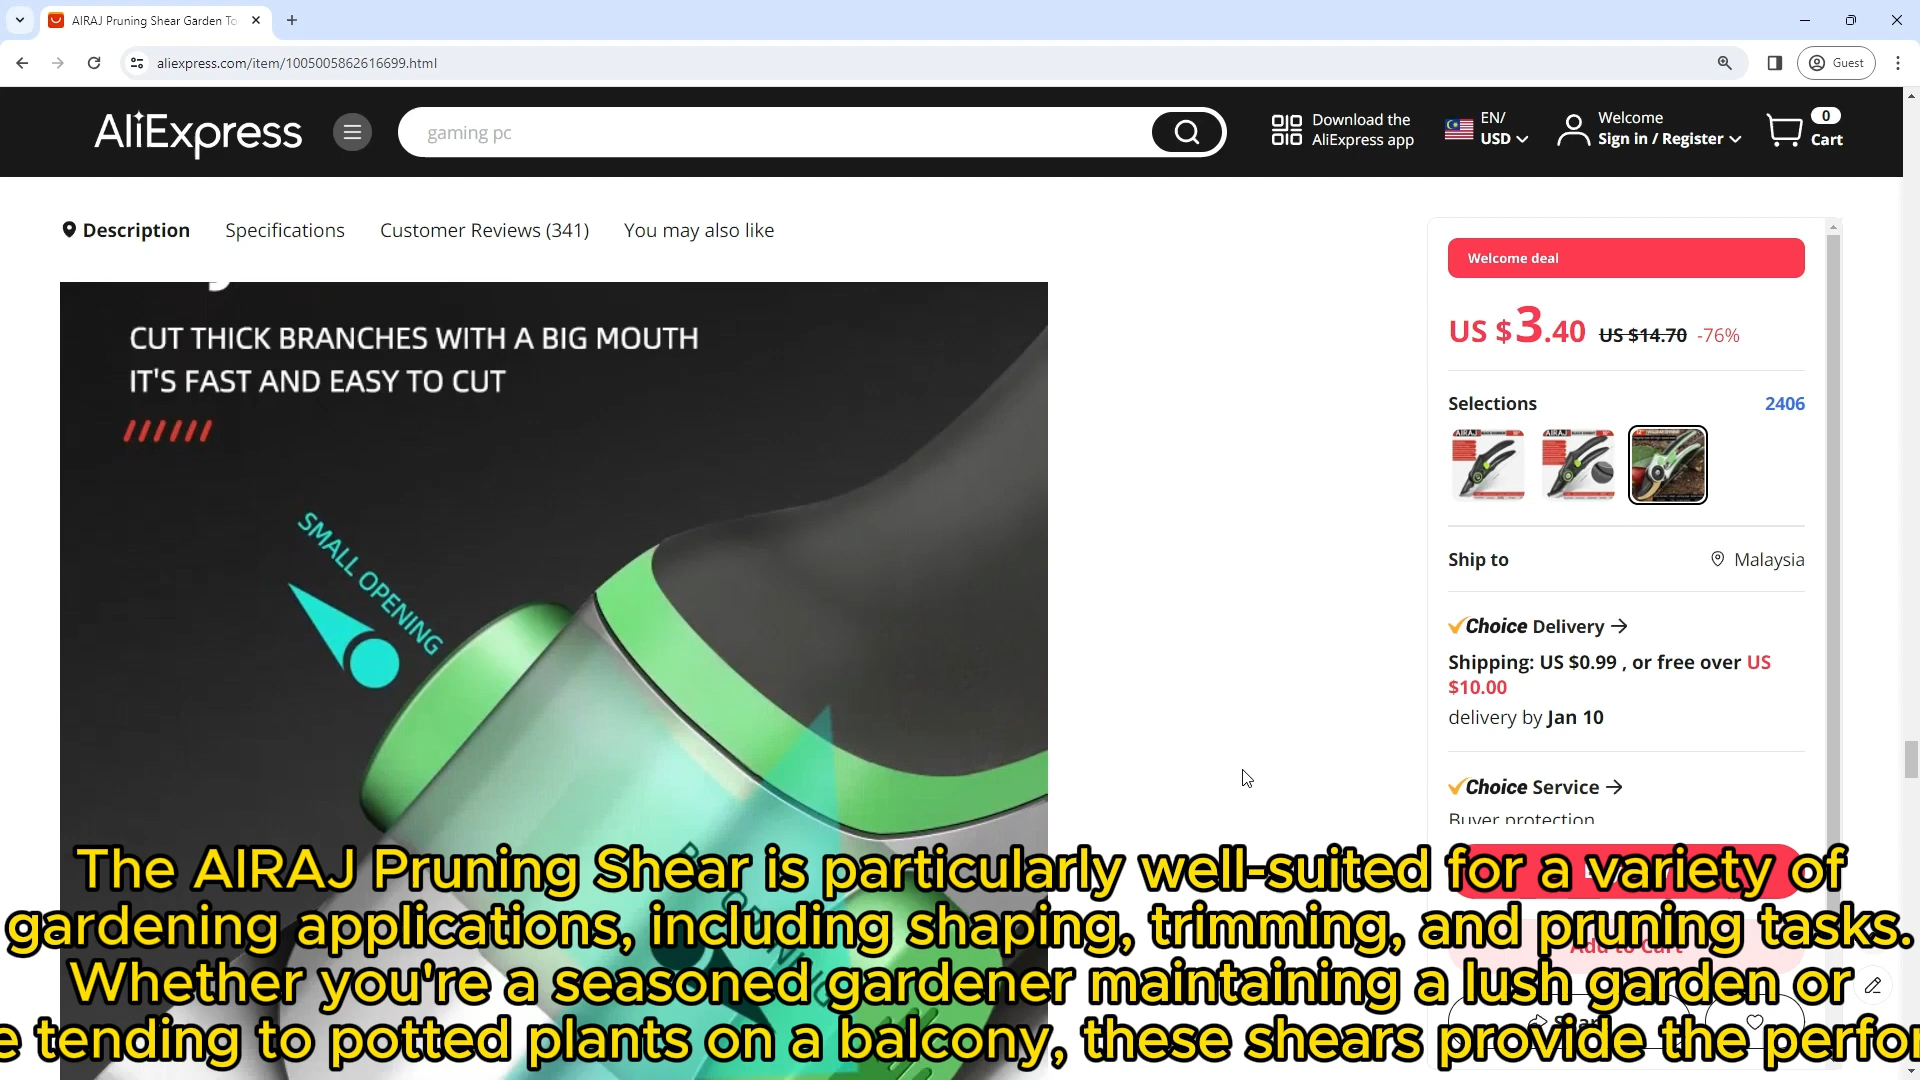 AIRAJ Pruning Shear Garden To
aliexpress.com/item/1005005862616699.html
Guest
AliExpress
gaming pc
Download the
AliExpress app
EN/
USD
Welcome
Sign in / Register
0
Cart
Description
Specifications
Customer Reviews (341)
You may also like
CUT THICK BRANCHES WITH A BIG MOUTH
IT'S FAST AND EASY TO CUT
SMALL OPENING
Welcome deal
US $3.40 US $14.70 -76%
Selections
2406
Ship to
Malaysia
Choice Delivery
Shipping: US $0.99 , or free over US
$10.00
delivery by Jan 10
Choice Service
Buyer protection
Add to Cart
The AIRAJ Pruning Shear is particularly well-suited for a variety of
gardening applications, including shaping, trimming, and pruning tasks.
Whether you're a seasoned gardener maintaining a lush garden or
tending to potted plants on a balcony, these shears provide the